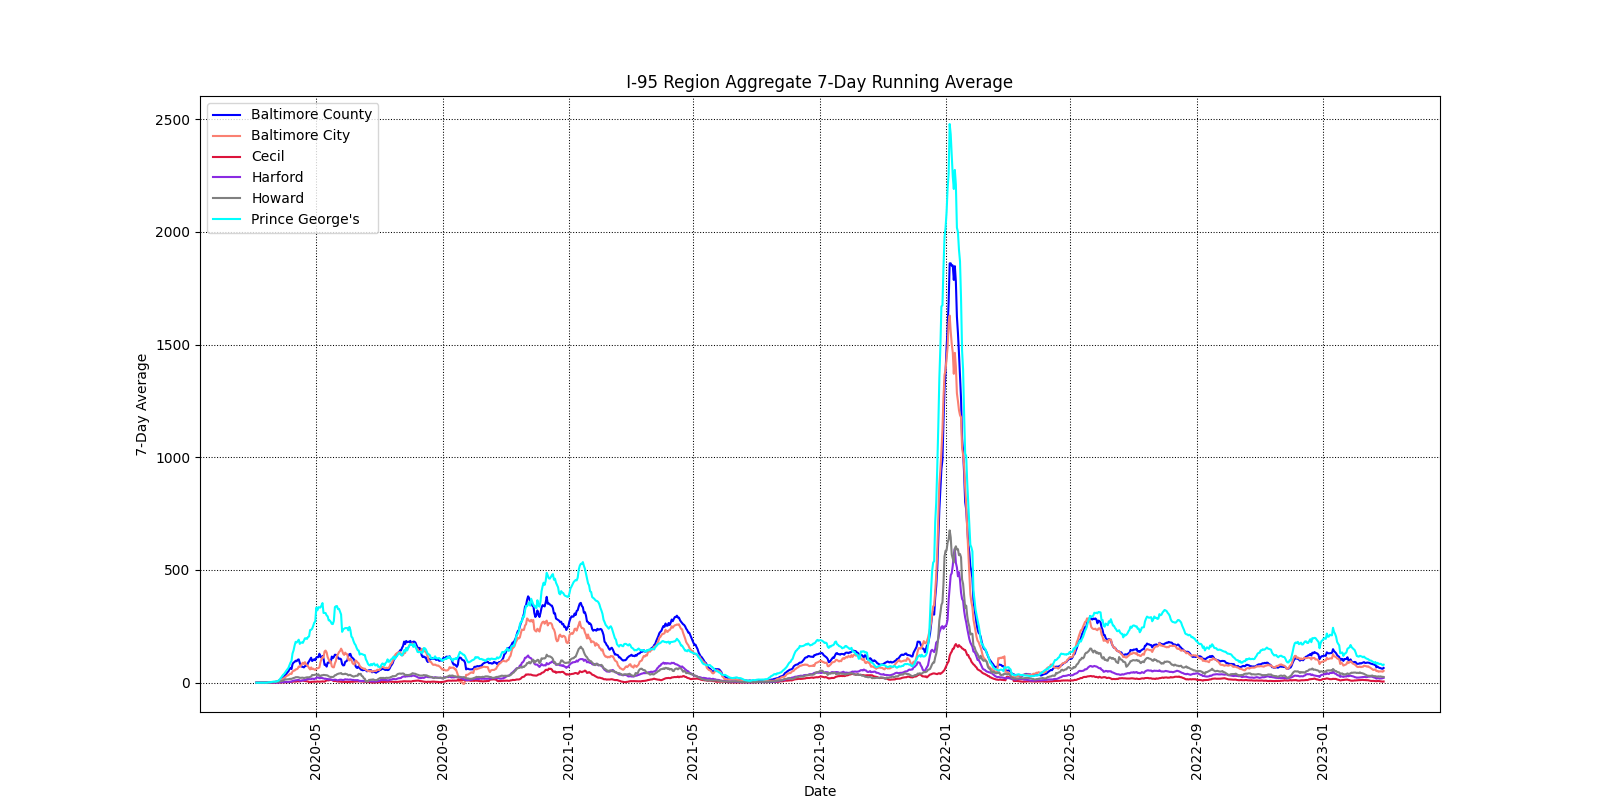 I-95 Region Aggregate 7-Day Running Average
Baltimore County
Baltimore City
Cecil
Harford
Howard
Prince George's
2500
2000
1500
1000
500
0
7-Day Average
2020-05
2020-09
2021-01
2021-05
2021-09
2022-01
2022-05
2022-09
2023-01
Date